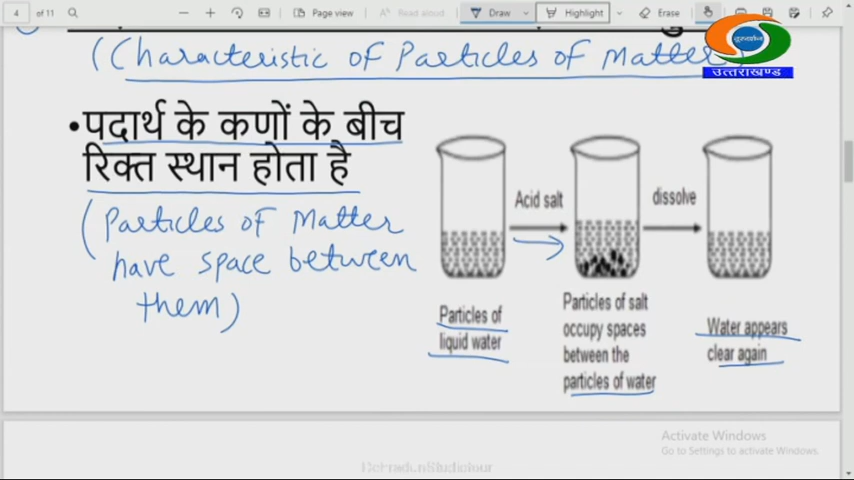 4 of 11
Page view
Read aloud
Draw
Highlight
Erase
(Characteristic of Particles of Matter
उत्तराखण्ड
•पदार्थ के कणों के बीच
रिक्त स्थान होता है
(Particles of Matter
have space between
them)
Acid salt
dissolve
Particles of
liquid water
Particles of salt
occupy spaces
between the
particles of water
Water appears
clear again
Activate Windows
Go to Settings to activate Windows.